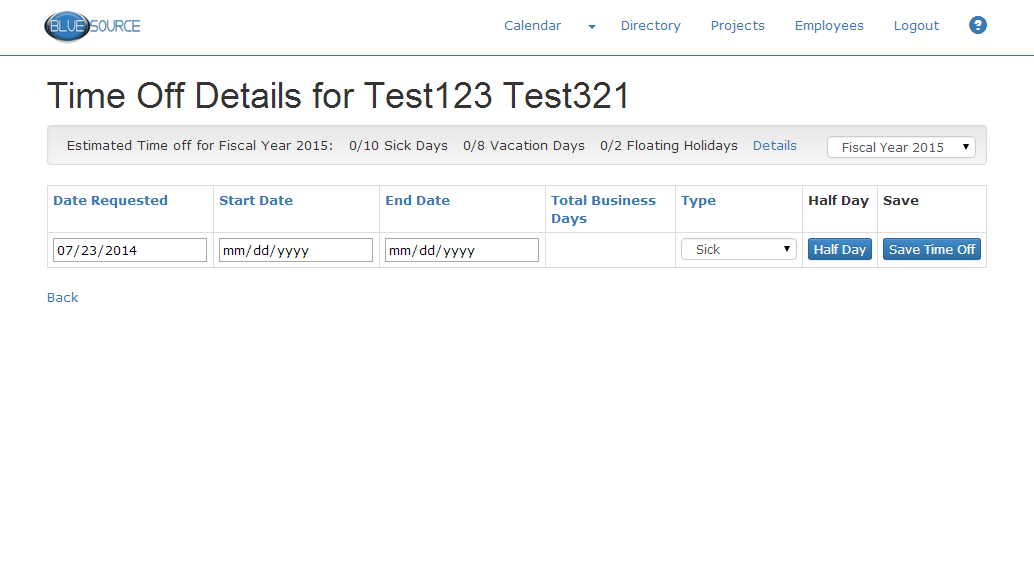 BLUESOURCE Calendar Directory Projects Employees Logout ?
Time Off Details for Test123 Test321
Estimated Time off for Fiscal Year 2015: 0/10 Sick Days 0/8 Vacation Days 0/2 Floating Holidays Details Fiscal Year 2015
Date Requested Start Date End Date Total Business Days Type Half Day Save
07/23/2014 mm/dd/yyyy mm/dd/yyyy Sick Half Day Save Time Off
Back